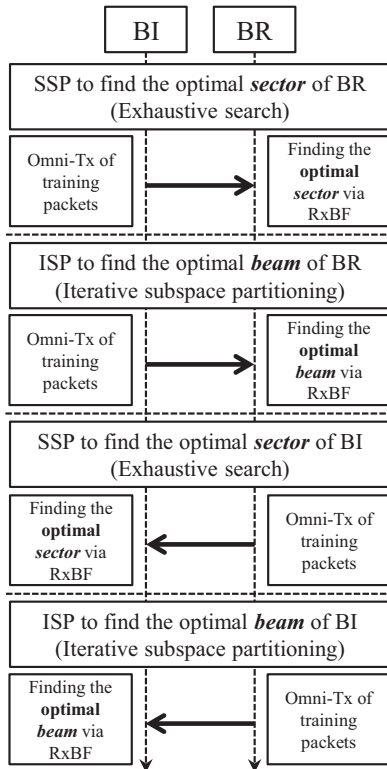 BI BR
SSP to find the optimal sector of BR
(Exhaustive search)
Omni-Tx of
training
packets
Finding the
optimal
sector via
RxBF
ISP to find the optimal beam of BR
(Iterative subspace partitioning)
Omni-Tx of
training
packets
Finding the
optimal
beam via
RxBF
SSP to find the optimal sector of BI
(Exhaustive search)
Finding the
optimal
sector via
RxBF
Omni-Tx of
training
packets
ISP to find the optimal beam of BI
(Iterative subspace partitioning)
Finding the
optimal
beam via
RxBF
Omni-Tx of
training
packets